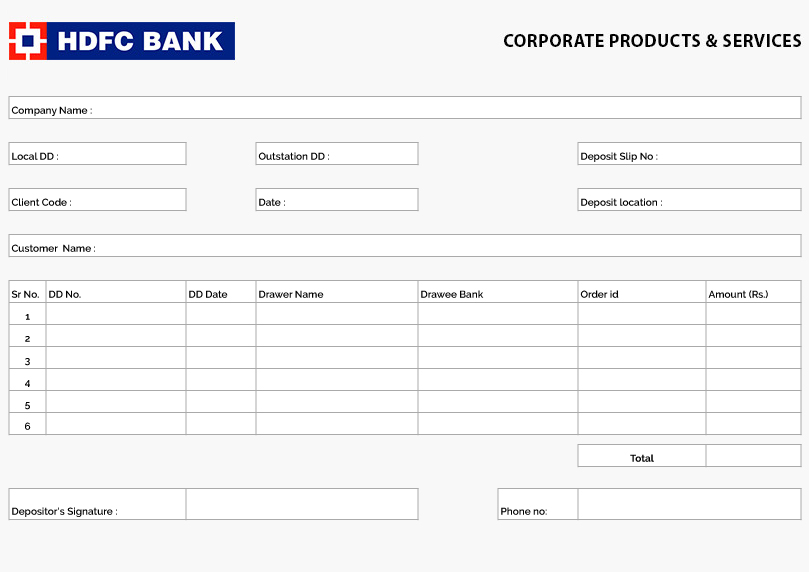 HDFC BANK
CORPORATE PRODUCTS & SERVICES
Company Name :
Local DD : Outstation DD : Deposit Slip No :
Client Code : Date : Deposit location :
Customer Name :
Sr No. DD No. DD Date Drawer Name Drawee Bank Order id Amount (Rs.)
1
2
3
4
5
6
Total
Depositor's Signature : Phone no: